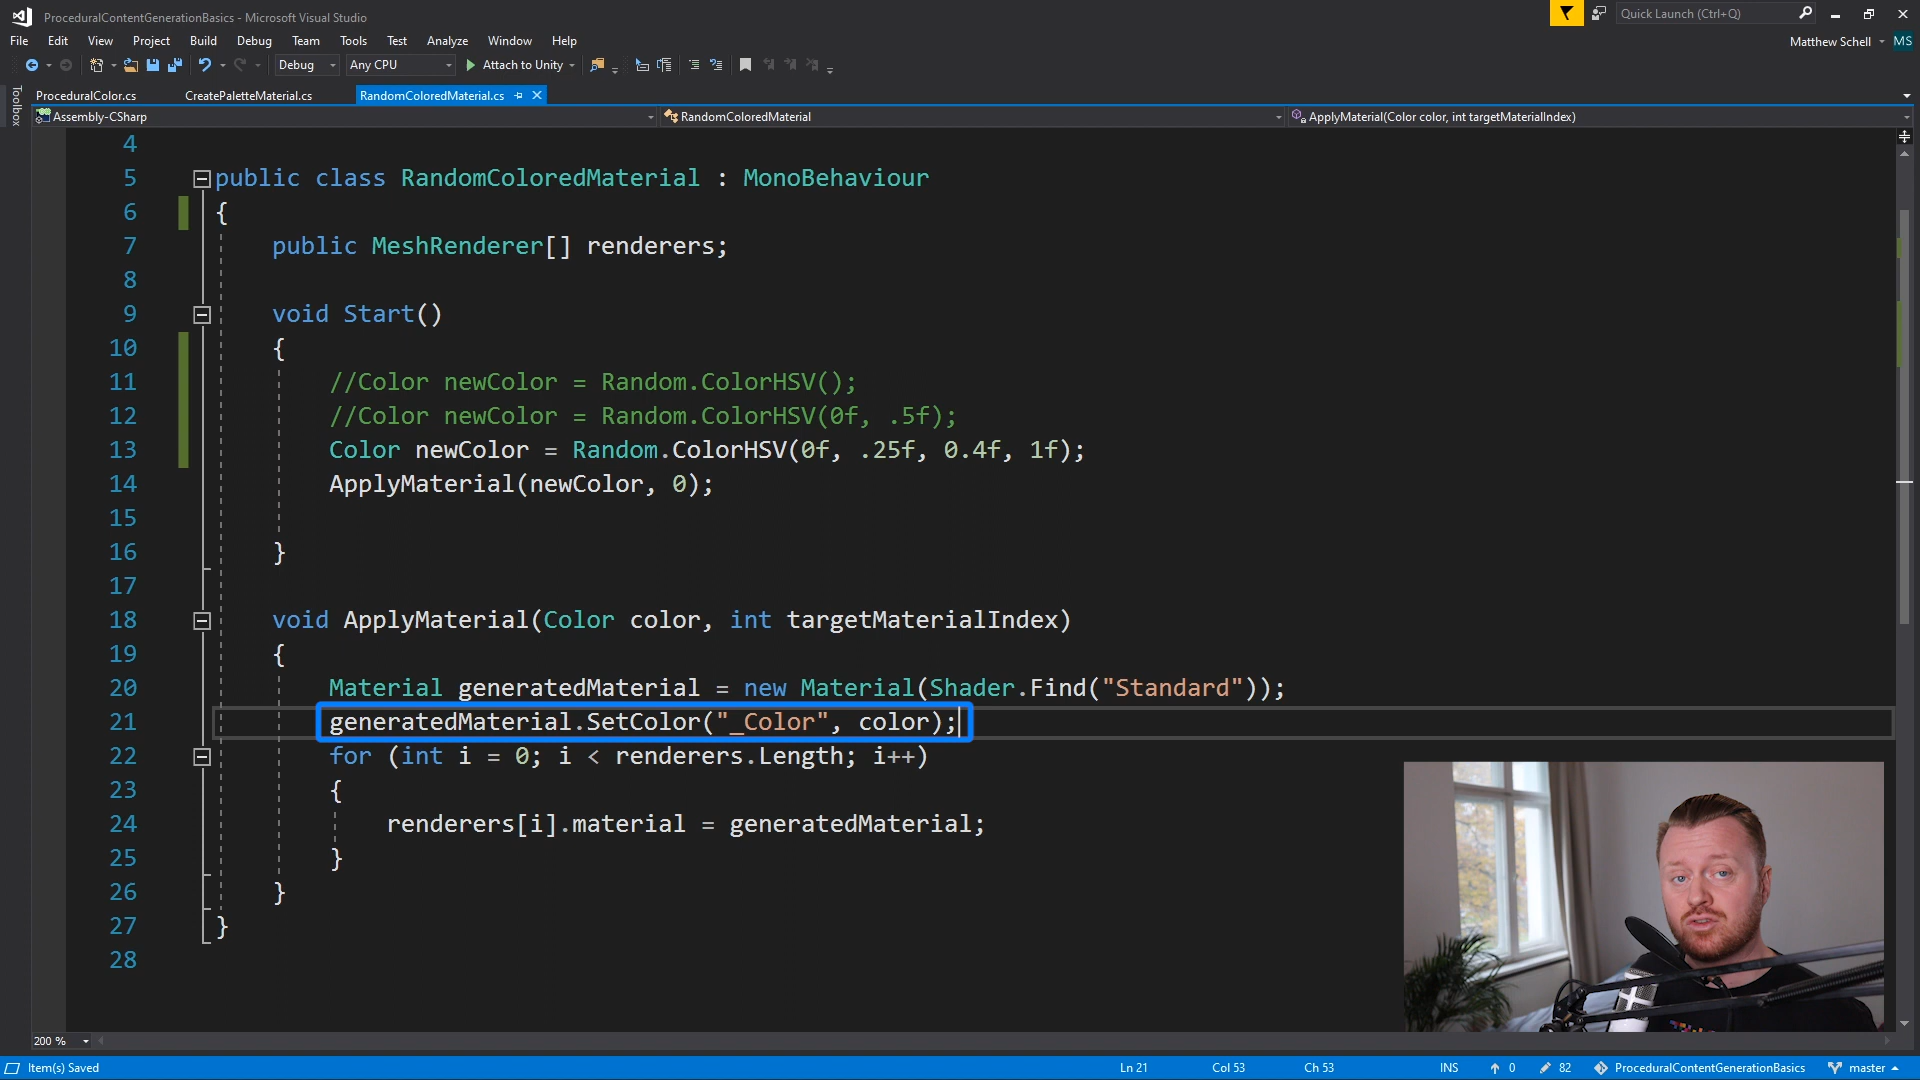 ProceduralContentGenerationBasics - Microsoft Visual Studio
Quick Launch (Ctrl+Q)
File Edit View Project Build Debug Team Tools Test Analyze Window Help
Matthew Schell MS
Debug Any CPU Attach to Unity
Toolbox
ProceduralColor.cs CreatePaletteMaterial.cs RandomColoredMaterial.cs
Assembly-CSharp RandomColoredMaterial ApplyMaterial(Color color, int targetMaterialIndex)
4
5 public class RandomColoredMaterial : MonoBehaviour
6 {
7 public MeshRenderer[] renderers;
8
9 void Start()
10 {
11 //Color newColor = Random.ColorHSV();
12 //Color newColor = Random.ColorHSV(0f, .5f);
13 Color newColor = Random.ColorHSV(0f, .25f, 0.4f, 1f);
14 ApplyMaterial(newColor, 0);
15
16 }
17
18 void ApplyMaterial(Color color, int targetMaterialIndex)
19 {
20 Material generatedMaterial = new Material(Shader.Find("Standard"));
21 generatedMaterial.SetColor("_Color", color);
22 for (int i = 0; i < renderers.Length; i++)
23 {
24 renderers[i].material = generatedMaterial;
25 }
26 }
27 }
28
200 %
Item(s) Saved Ln 21 Col 53 Ch 53 INS 0 82 ProceduralContentGenerationBasics master